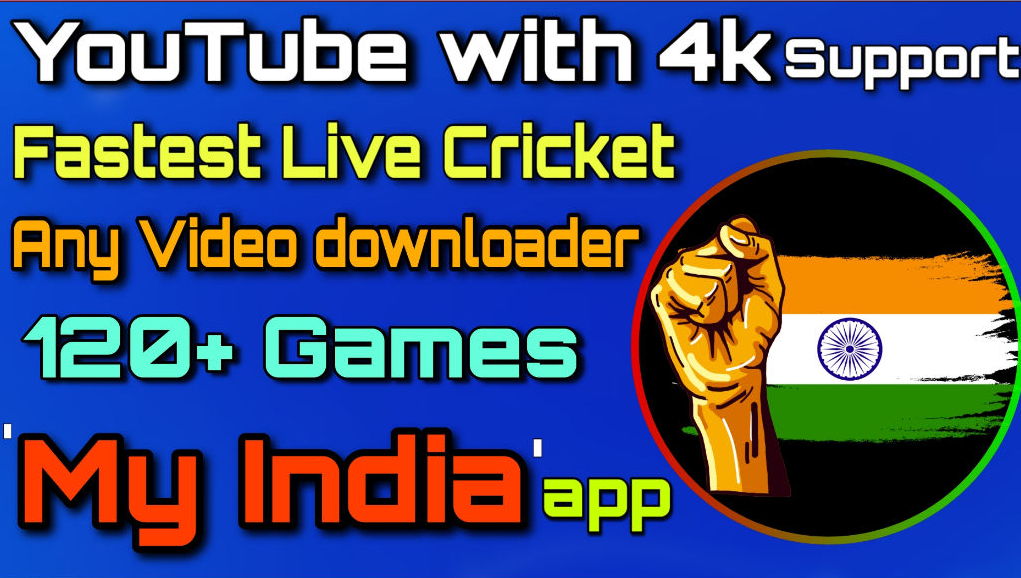 YouTube with 4k Support
Fastest Live Cricket
Any Video downloader
120+ Games
'My India' app